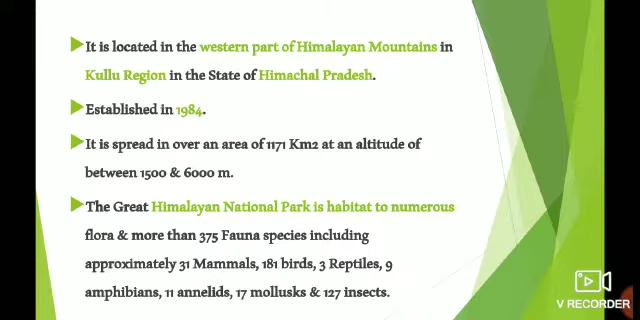 It is located in the western part of Himalayan Mountains in
Kullu Region in the State of Himachal Pradesh.
Established in 1984.
It is spread in over an area of 1171 Km2 at an altitude of
between 1500 & 6000 m.
The Great Himalayan National Park is habitat to numerous
flora & more than 375 Fauna species including
approximately 31 Mammals, 181 birds, 3 Reptiles, 9
amphibians, 11 annelids, 17 mollusks & 127 insects.
V RECORDER